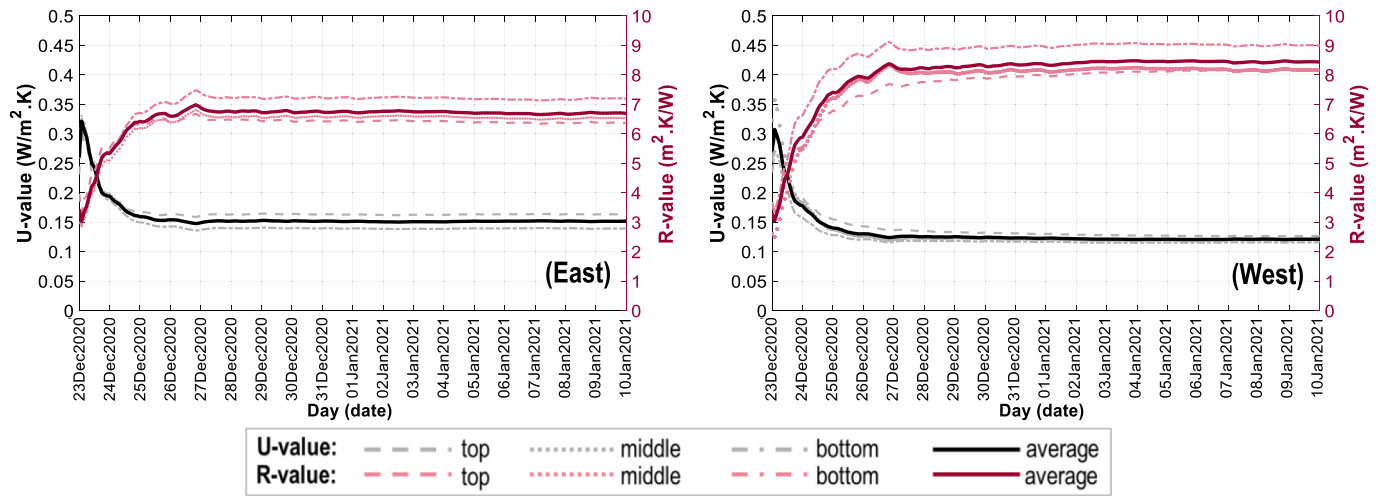 U-value (W/m².K)
0.5
0.45
0.4
0.35
0.3
0.25
0.2
0.15
0.1
0.05
0
10
9
8
7
6
5
4
3
2
1
0
R-value (m².K/W)
(East)
23Dec2020
24Dec2020
25Dec2020
26Dec2020
27Dec2020
28Dec2020
29Dec2020
30Dec2020
31Dec2020
01Jan2021
02Jan2021
03Jan2021
04Jan2021
05Jan2021
06Jan2021
07Jan2021
08Jan2021
09Jan2021
10Jan2021
Day (date)
U-value (W/m².K)
0.5
0.45
0.4
0.35
0.3
0.25
0.2
0.15
0.1
0.05
0
10
9
8
7
6
5
4
3
2
1
0
R-value (m².K/W)
(West)
23Dec2020
24Dec2020
25Dec2020
26Dec2020
27Dec2020
28Dec2020
29Dec2020
30Dec2020
31Dec2020
01Jan2021
02Jan2021
03Jan2021
04Jan2021
05Jan2021
06Jan2021
07Jan2021
08Jan2021
09Jan2021
10Jan2021
Day (date)
U-value: top middle bottom average
R-value: top middle bottom average